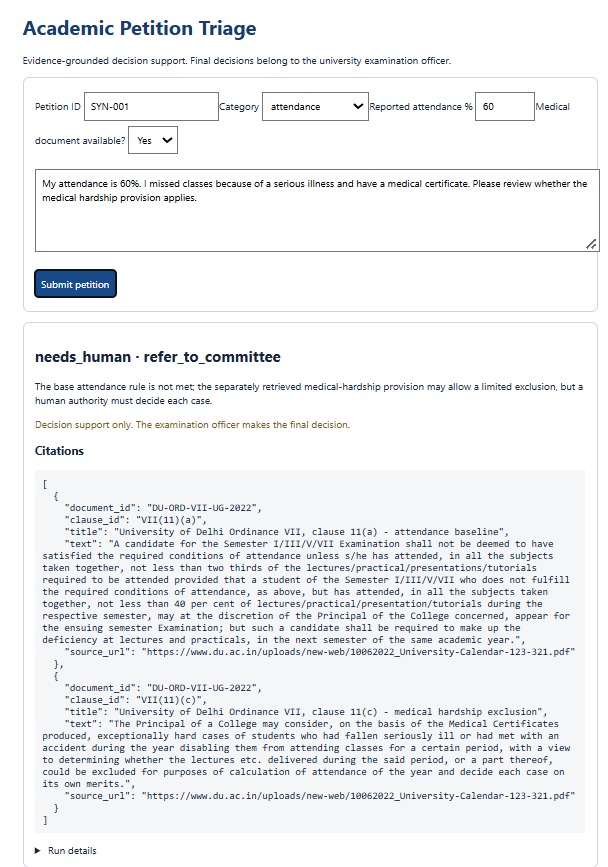 Academic Petition Triage
Evidence-grounded decision support. Final decisions belong to the university examination officer.
Petition ID SYN-001 Category attendance Reported attendance % 60 Medical
document available? Yes
My attendance is 60%. I missed classes because of a serious illness and have a medical certificate. Please review whether the
medical hardship provision applies.
Submit petition
needs_human · refer_to_committee
The base attendance rule is not met; the separately retrieved medical-hardship provision may allow a limited exclusion, but a
human authority must decide each case.
Decision support only. The examination officer makes the final decision.
Citations
[
{
"document_id": "DU-ORD-VII-UG-2022",
"clause_id": "VII(11)(a)",
"title": "University of Delhi Ordinance VII, clause 11(a) - attendance baseline",
"text": "A candidate for the Semester I/III/V/VII Examination shall not be deemed to have
satisfied the required conditions of attendance unless s/he has attended, in all the subjects
taken together, not less than two thirds of the lectures/practical/presentations/tutorials
required to be attended provided that a student of the Semester I/III/V/VII who does not fulfill
the required conditions of attendance, as above, but has attended, in all the subjects taken
together, not less than 40 per cent of lectures/practical/presentation/tutorials during the
respective semester, may at the discretion of the Principal of the College concerned, appear for
the ensuing semester Examination; but such a candidate shall be required to make up the
deficiency at lectures and practicals, in the next semester of the same academic year.",
"source_url": "https://www.du.ac.in/uploads/new-web/10062022_University-Calendar-123-321.pdf"
},
{
"document_id": "DU-ORD-VII-UG-2022",
"clause_id": "VII(11)(c)",
"title": "University of Delhi Ordinance VII, clause 11(c) - medical hardship exclusion",
"text": "The Principal of a College may consider, on the basis of the Medical Certificates
produced, exceptionally hard cases of students who had fallen seriously ill or had met with an
accident during the year disabling them from attending classes for a certain period, with a view
to determining whether the lectures etc. delivered during the said period, or a part thereof,
could be excluded for purposes of calculation of attendance of the year and decide each case on
its own merits.",
"source_url": "https://www.du.ac.in/uploads/new-web/10062022_University-Calendar-123-321.pdf"
}
]
Run details